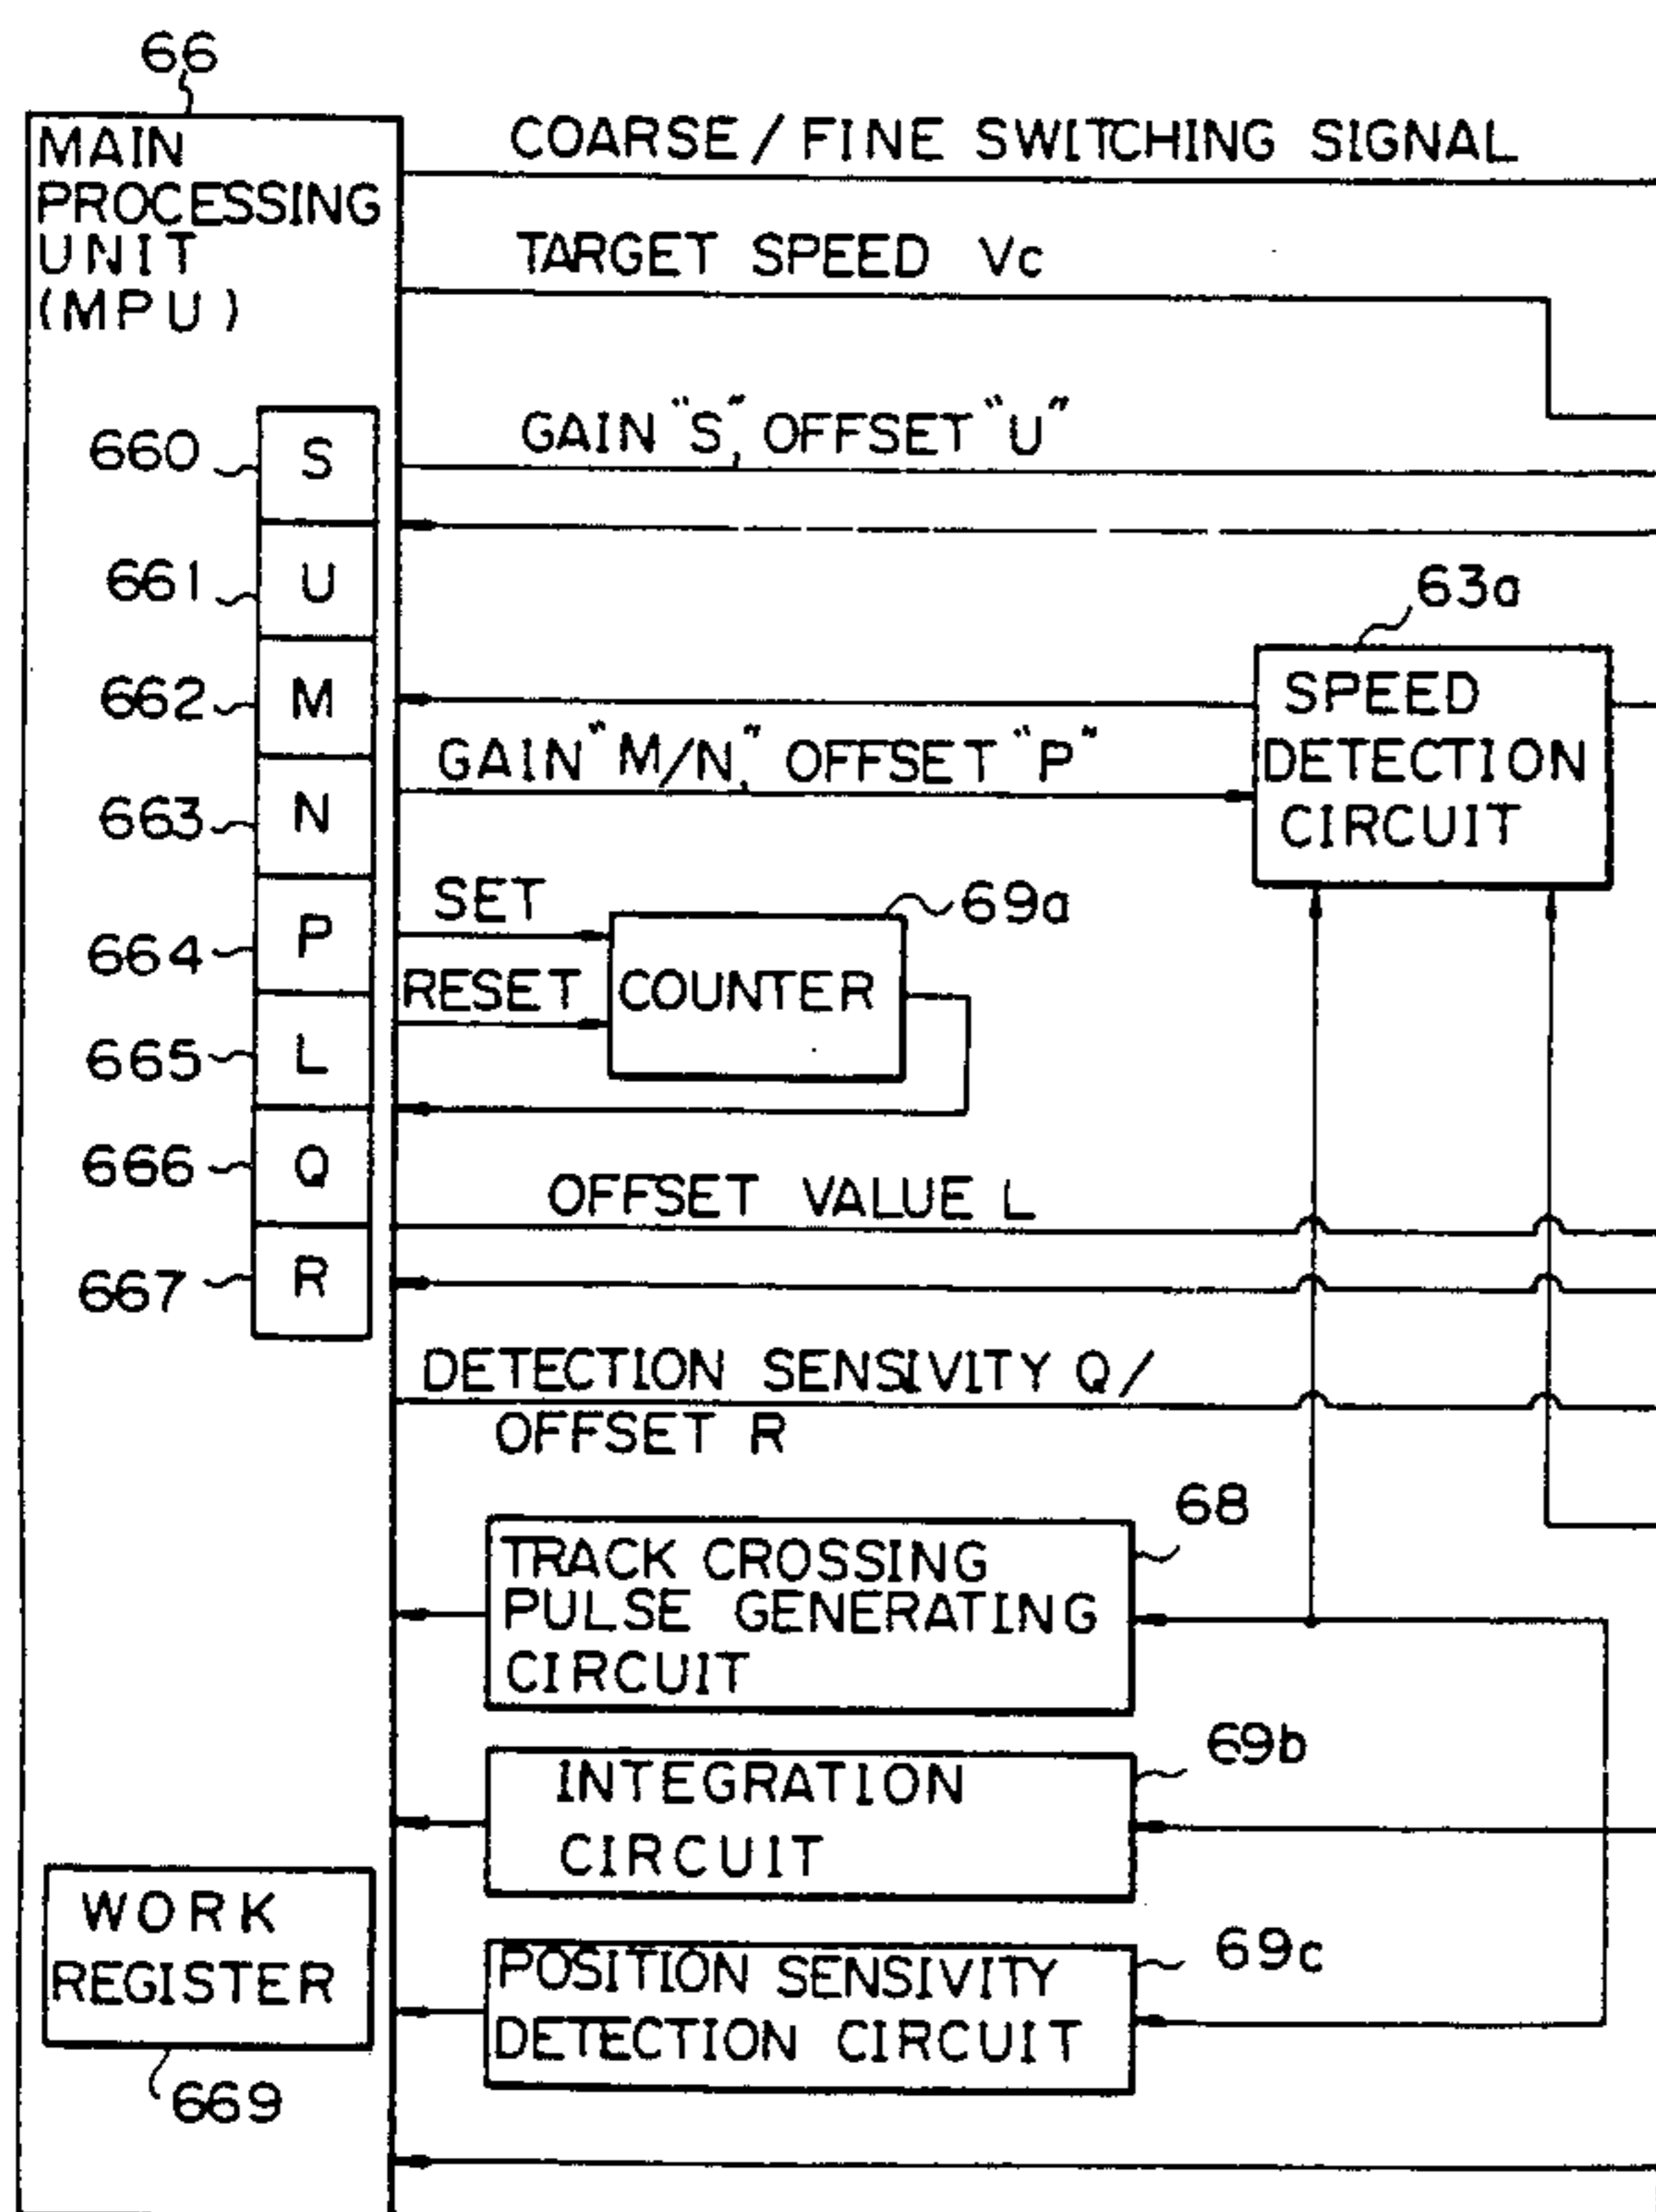 66
MAIN
PROCESSING
UNIT
(MPU)
COARSE/FINE SWITCHING SIGNAL
TARGET SPEED Vc
GAIN "S", OFFSET "U"
660
S
661
U
662
M
663
N
664
P
665
L
666
Q
667
R
63a
SPEED
DETECTION
CIRCUIT
GAIN "M/N," OFFSET "P"
SET
RESET
69a
COUNTER
OFFSET VALUE L
DETECTION SENSIVITY Q/
OFFSET R
68
TRACK CROSSING
PULSE GENERATING
CIRCUIT
69b
INTEGRATION
CIRCUIT
69c
POSITION SENSIVITY
DETECTION CIRCUIT
WORK
REGISTER
669